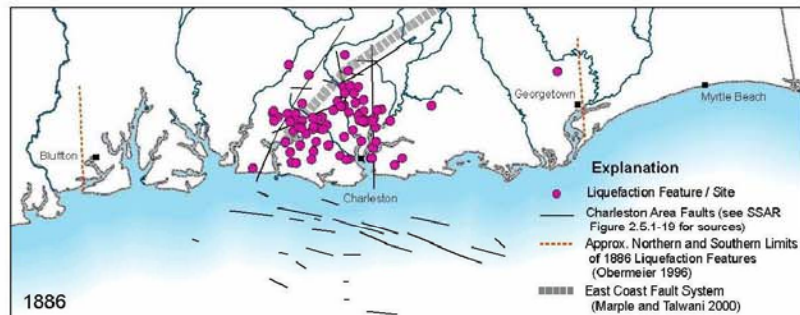 Georgetown
Myrtle Beach
Bluffton
Charleston
Explanation
Liquefaction Feature / Site
Charleston Area Faults (see SSAR
Figure 2.5.1-19 for sources)
Approx. Northern and Southern Limits
of 1886 Liquefaction Features
(Obermeier 1996)
East Coast Fault System
(Marple and Talwani 2000)
1886